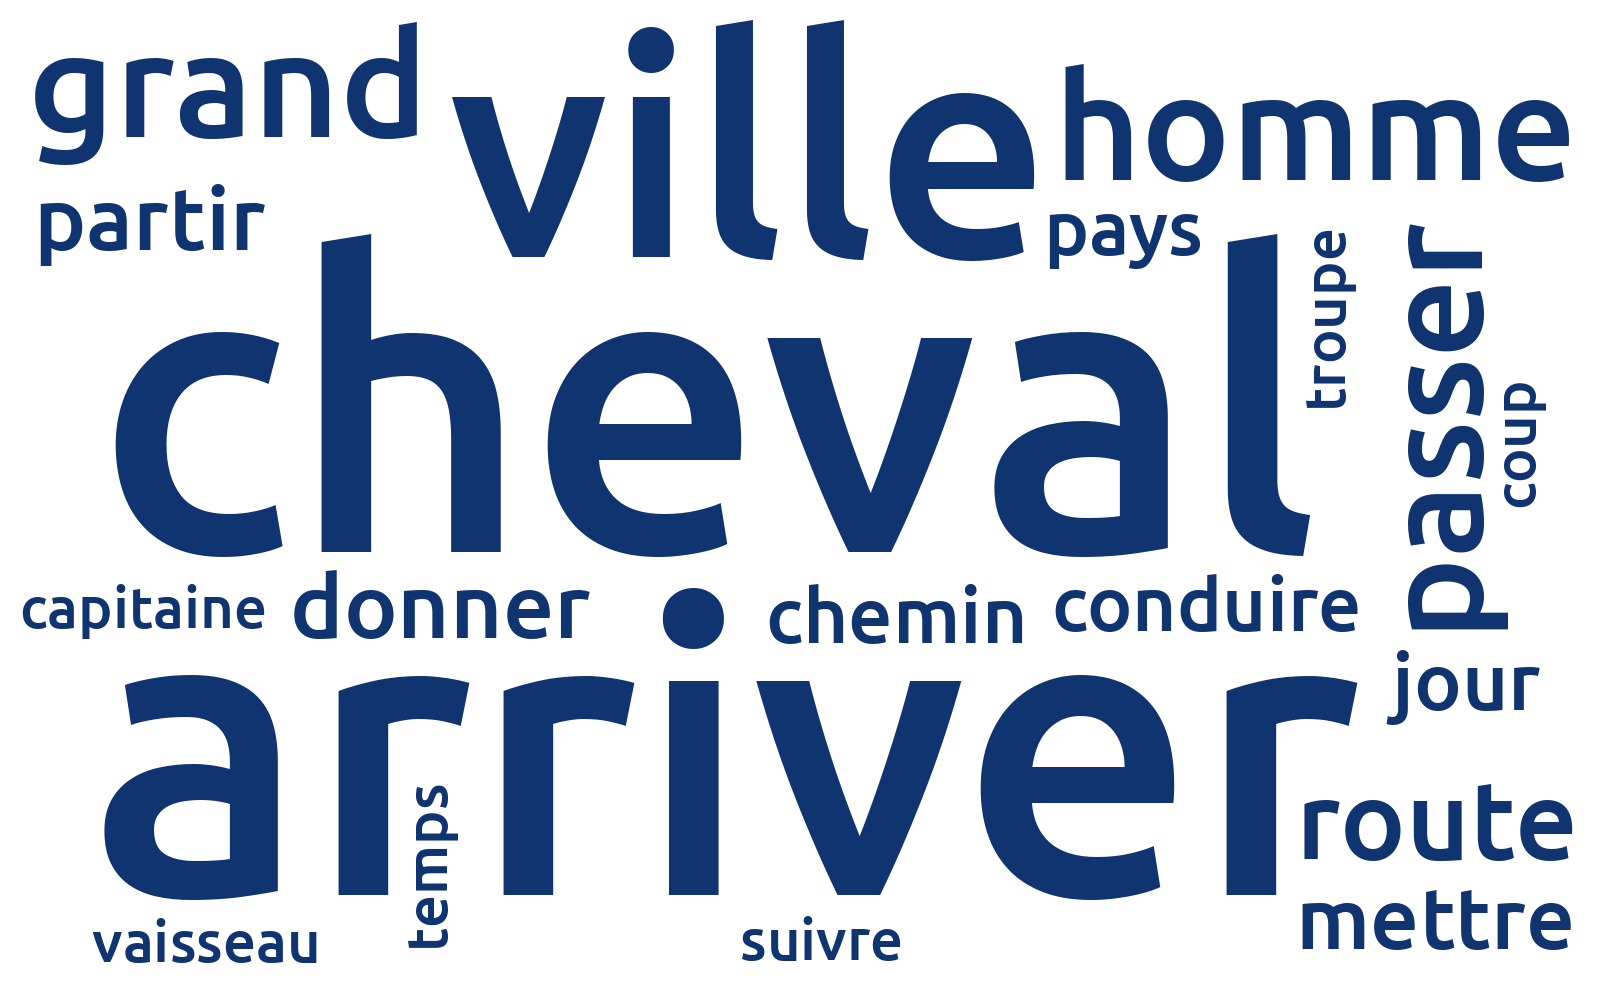 grand
ville
homme
partir
pays
troupe
passer
cheval
coup
capitaine
donner
chemin
conduire
arriver
jour
temps
route
mettre
vaisseau
suivre